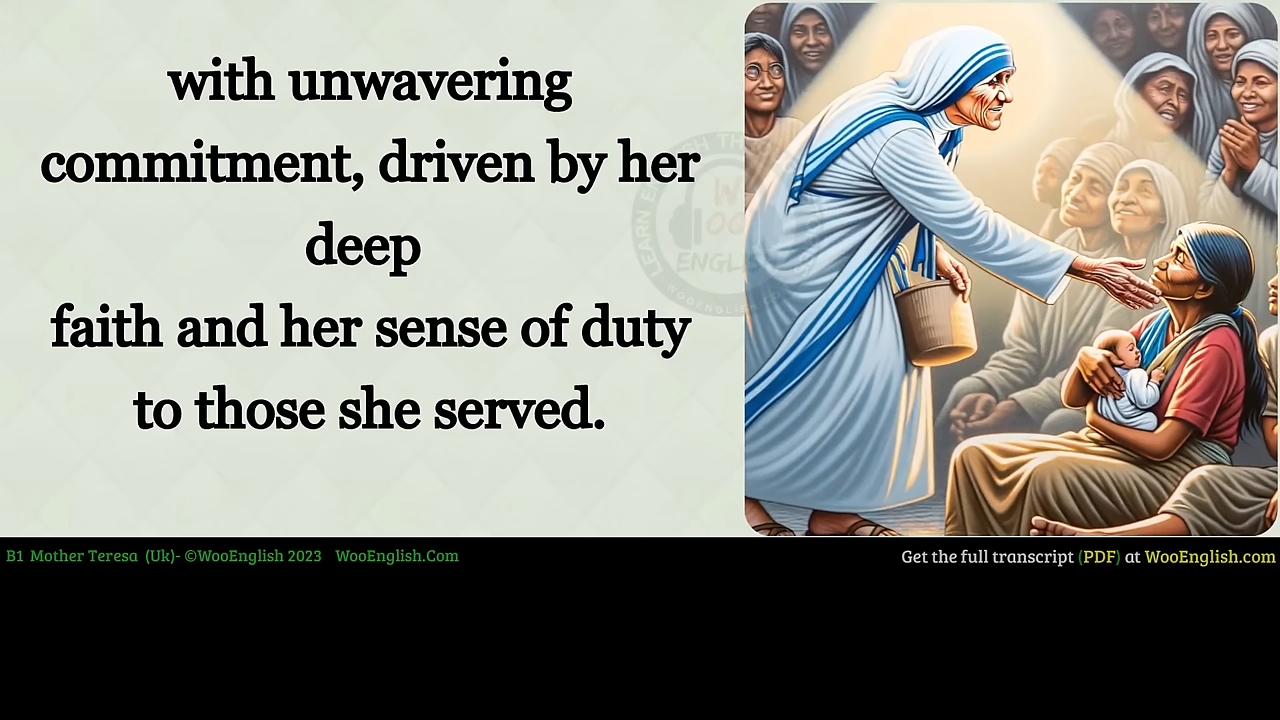 with unwavering
commitment, driven by her
deep
faith and her sense of duty
to those she served.
B1 Mother Teresa (Uk)- ©WooEnglish 2023 WooEnglish.Com
Get the full transcript (PDF) at WooEnglish.com